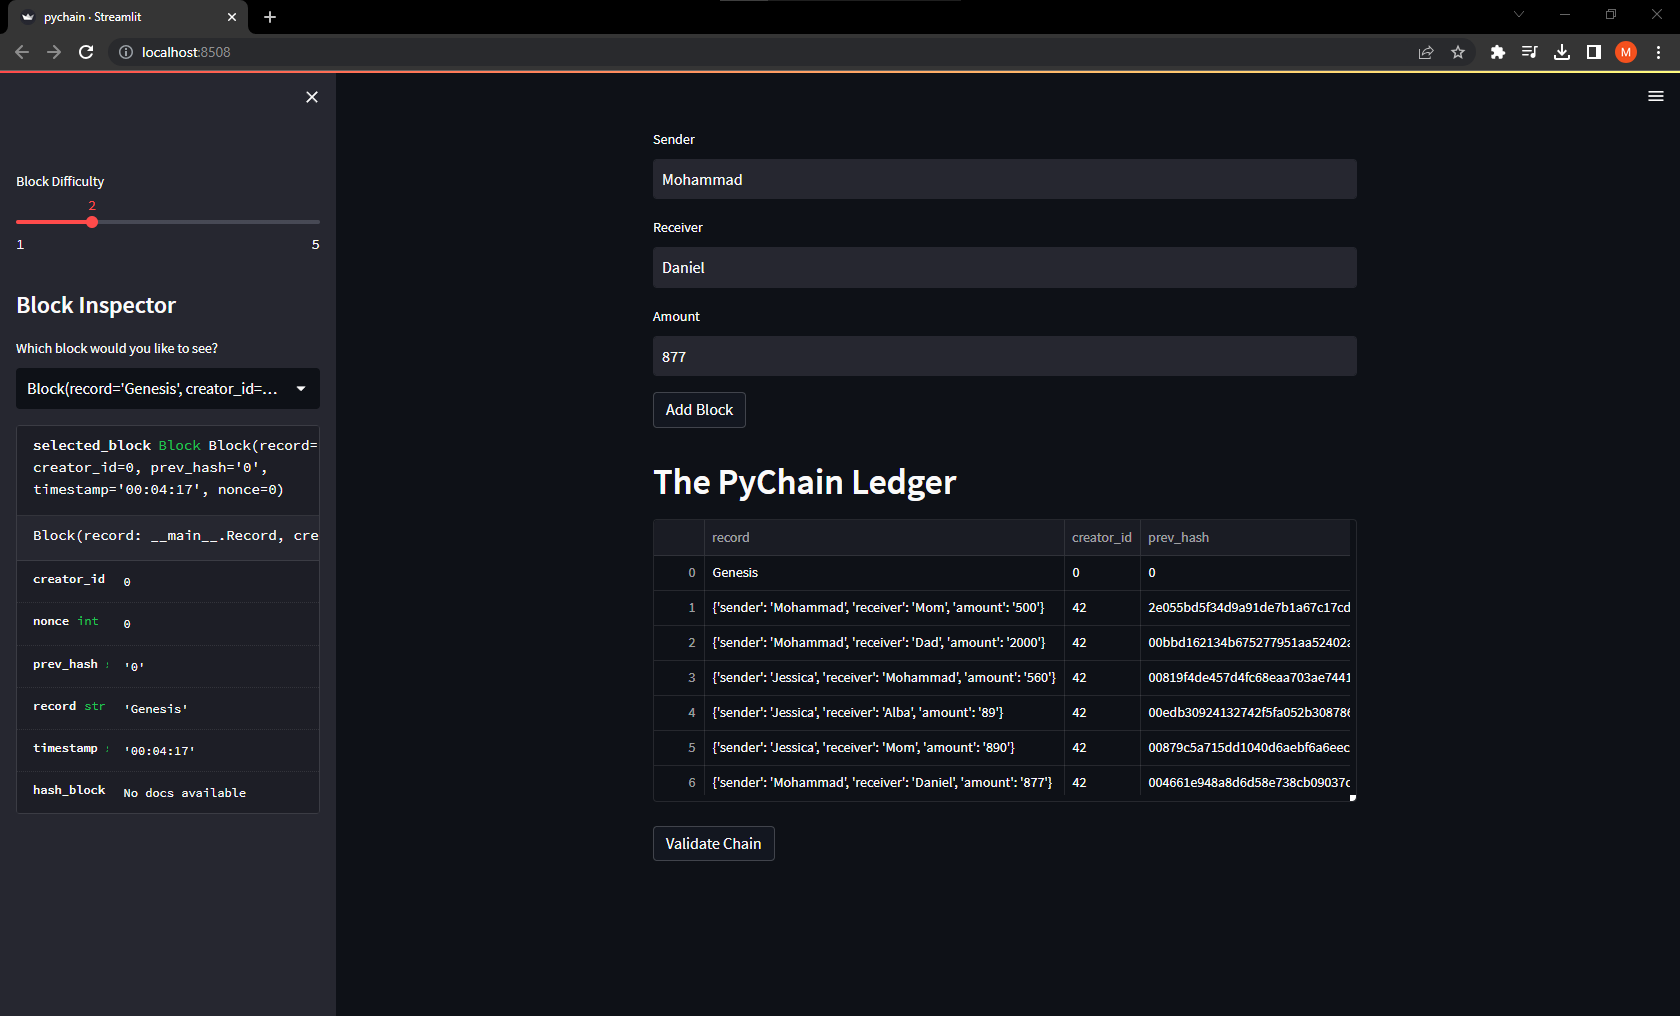 pychain · Streamlit
localhost:8508
M
Block Difficulty
2
1 5
Block Inspector
Which block would you like to see?
Block(record='Genesis', creator_id=...
selected_block Block Block(record=
creator_id=0, prev_hash='0',
timestamp='00:04:17', nonce=0)
Block(record: __main__.Record, cre
creator_id 0
nonce int 0
prev_hash '0'
record str 'Genesis'
timestamp '00:04:17'
hash_block No docs available
Sender
Mohammad
Receiver
Daniel
Amount
877
Add Block
The PyChain Ledger
record creator_id prev_hash
0 Genesis 0 0
1 {'sender': 'Mohammad', 'receiver': 'Mom', 'amount': '500'} 42 2e055bd5f34d9a91de7b1a67c17cd
2 {'sender': 'Mohammad', 'receiver': 'Dad', 'amount': '2000'} 42 00bbd162134b675277951aa52402a
3 {'sender': 'Jessica', 'receiver': 'Mohammad', 'amount': '560'} 42 00819f4de457d4fc68eaa703ae7441
4 {'sender': 'Jessica', 'receiver': 'Alba', 'amount': '89'} 42 00edb30924132742f5fa052b308786
5 {'sender': 'Jessica', 'receiver': 'Mom', 'amount': '890'} 42 00879c5a715dd1040d6aebf6a6eec
6 {'sender': 'Mohammad', 'receiver': 'Daniel', 'amount': '877'} 42 004661e948a8d6d58e738cb09037c
Validate Chain